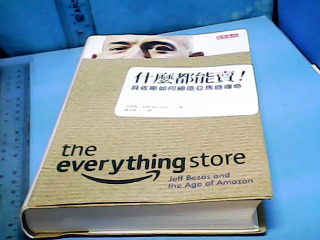 什麼都能賣！
貝佐斯如何締造亞馬遜傳奇
the
everything store
Jeff Bezos and
the Age of Amazon